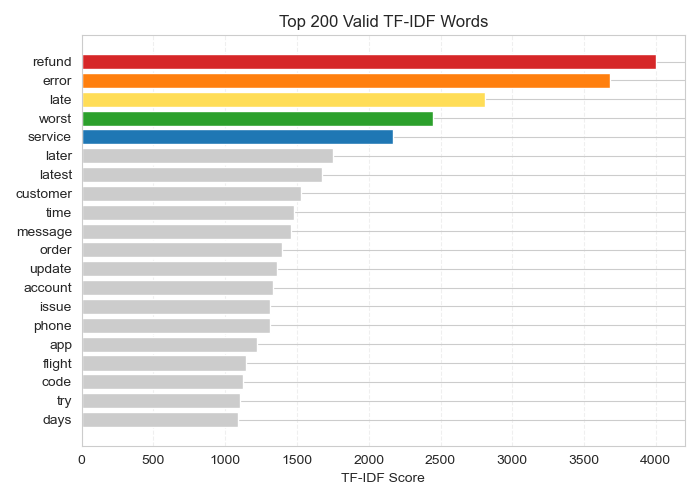 Top 200 Valid TF-IDF Words
refund
error
late
worst
service
later
latest
customer
time
message
order
update
account
issue
phone
app
flight
code
try
days
0 500 1000 1500 2000 2500 3000 3500 4000
TF-IDF Score